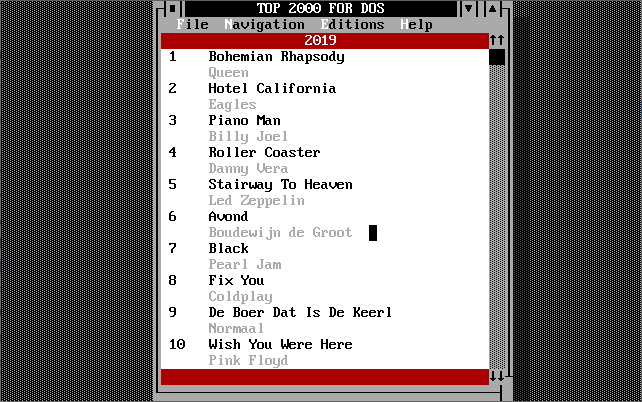 TOP 2000 FOR DOS
File Navigation Editions Help
2019
1 Bohemian Rhapsody
Queen
2 Hotel California
Eagles
3 Piano Man
Billy Joel
4 Roller Coaster
Danny Vera
5 Stairway To Heaven
Led Zeppelin
6 Avond
Boudewijn de Groot
7 Black
Pearl Jam
8 Fix You
Coldplay
9 De Boer Dat Is De Keerl
Normaal
10 Wish You Were Here
Pink Floyd